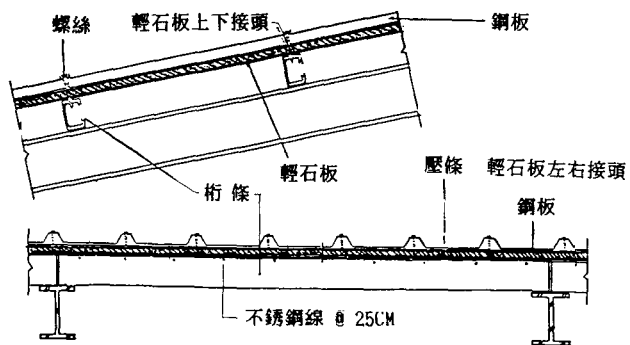 螺絲
輕石板上下接頭
鋼板
輕石板
桁條
壓條
輕石板左右接頭
鋼板
不銹鋼線 @ 25CM